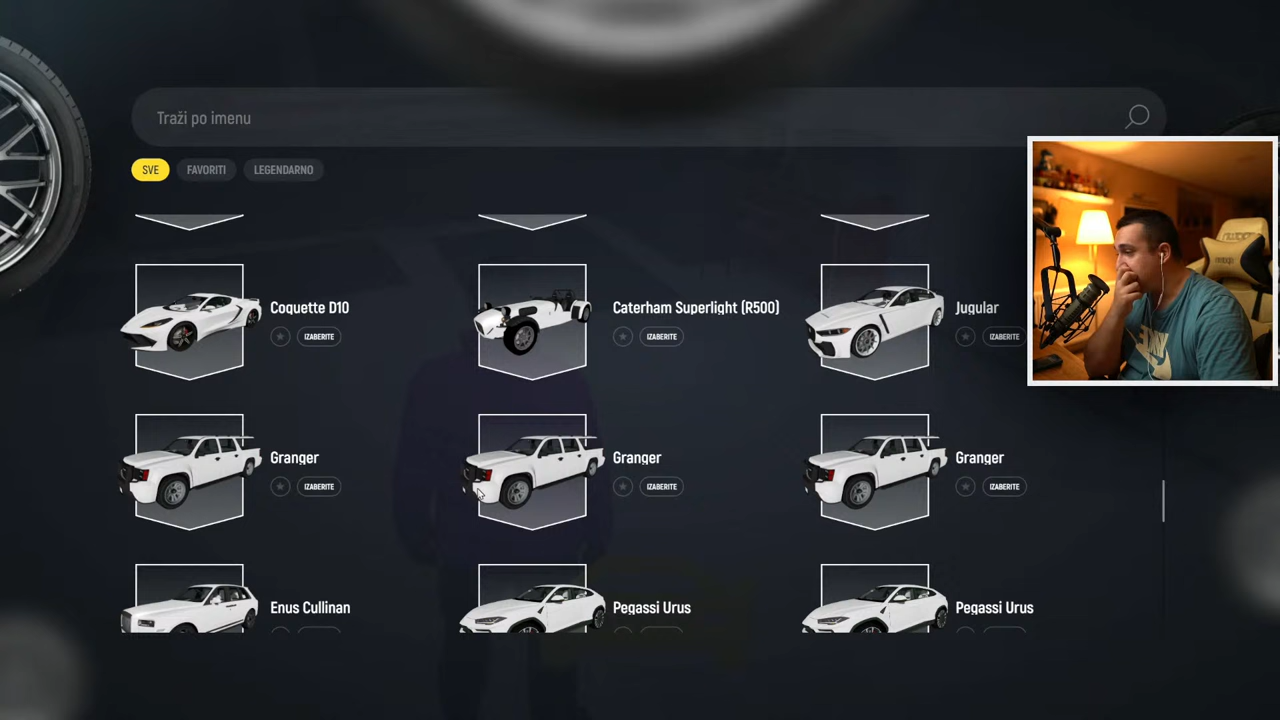 Traži po imenu
SVE
FAVORITI
LEGENDARNO
Coquette D10
IZABERITE
Caterham Superlight (R500)
IZABERITE
Jugular
IZABERITE
Granger
IZABERITE
Granger
IZABERITE
Granger
IZABERITE
Enus Cullinan
Pegassi Urus
Pegassi Urus